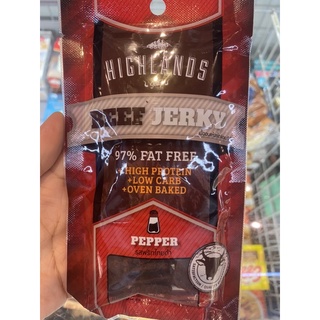 HIGHLANDS
BEEF JERKY
97% FAT FREE
+HIGH PROTEIN
+LOW CARB
+OVEN BAKED
PEPPER